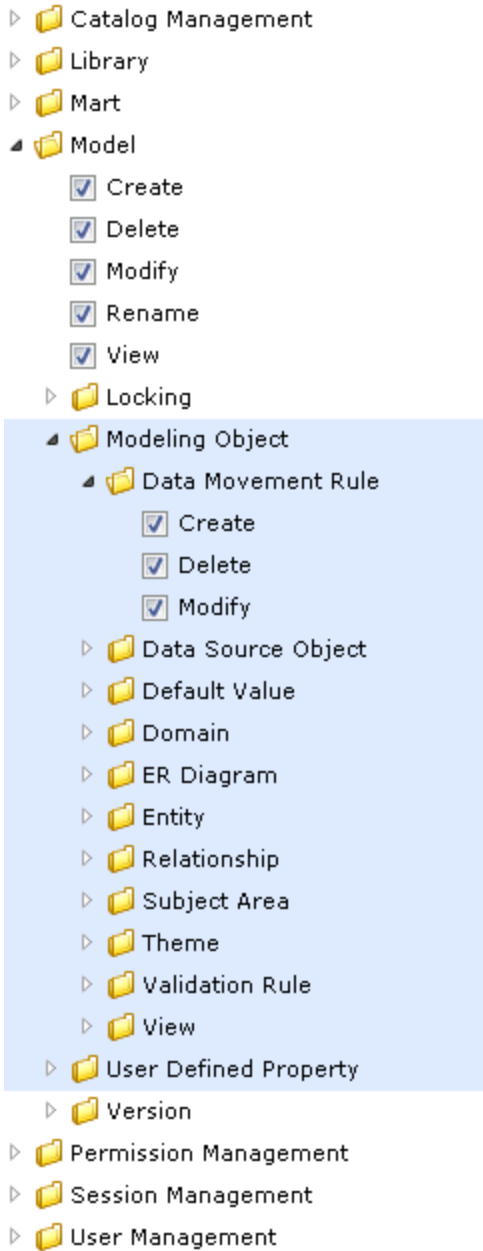 Catalog Management
Library
Mart
Model
Create
Delete
Modify
Rename
View
Locking
Modeling Object
Data Movement Rule
Create
Delete
Modify
Data Source Object
Default Value
Domain
ER Diagram
Entity
Relationship
Subject Area
Theme
Validation Rule
View
User Defined Property
Version
Permission Management
Session Management
User Management